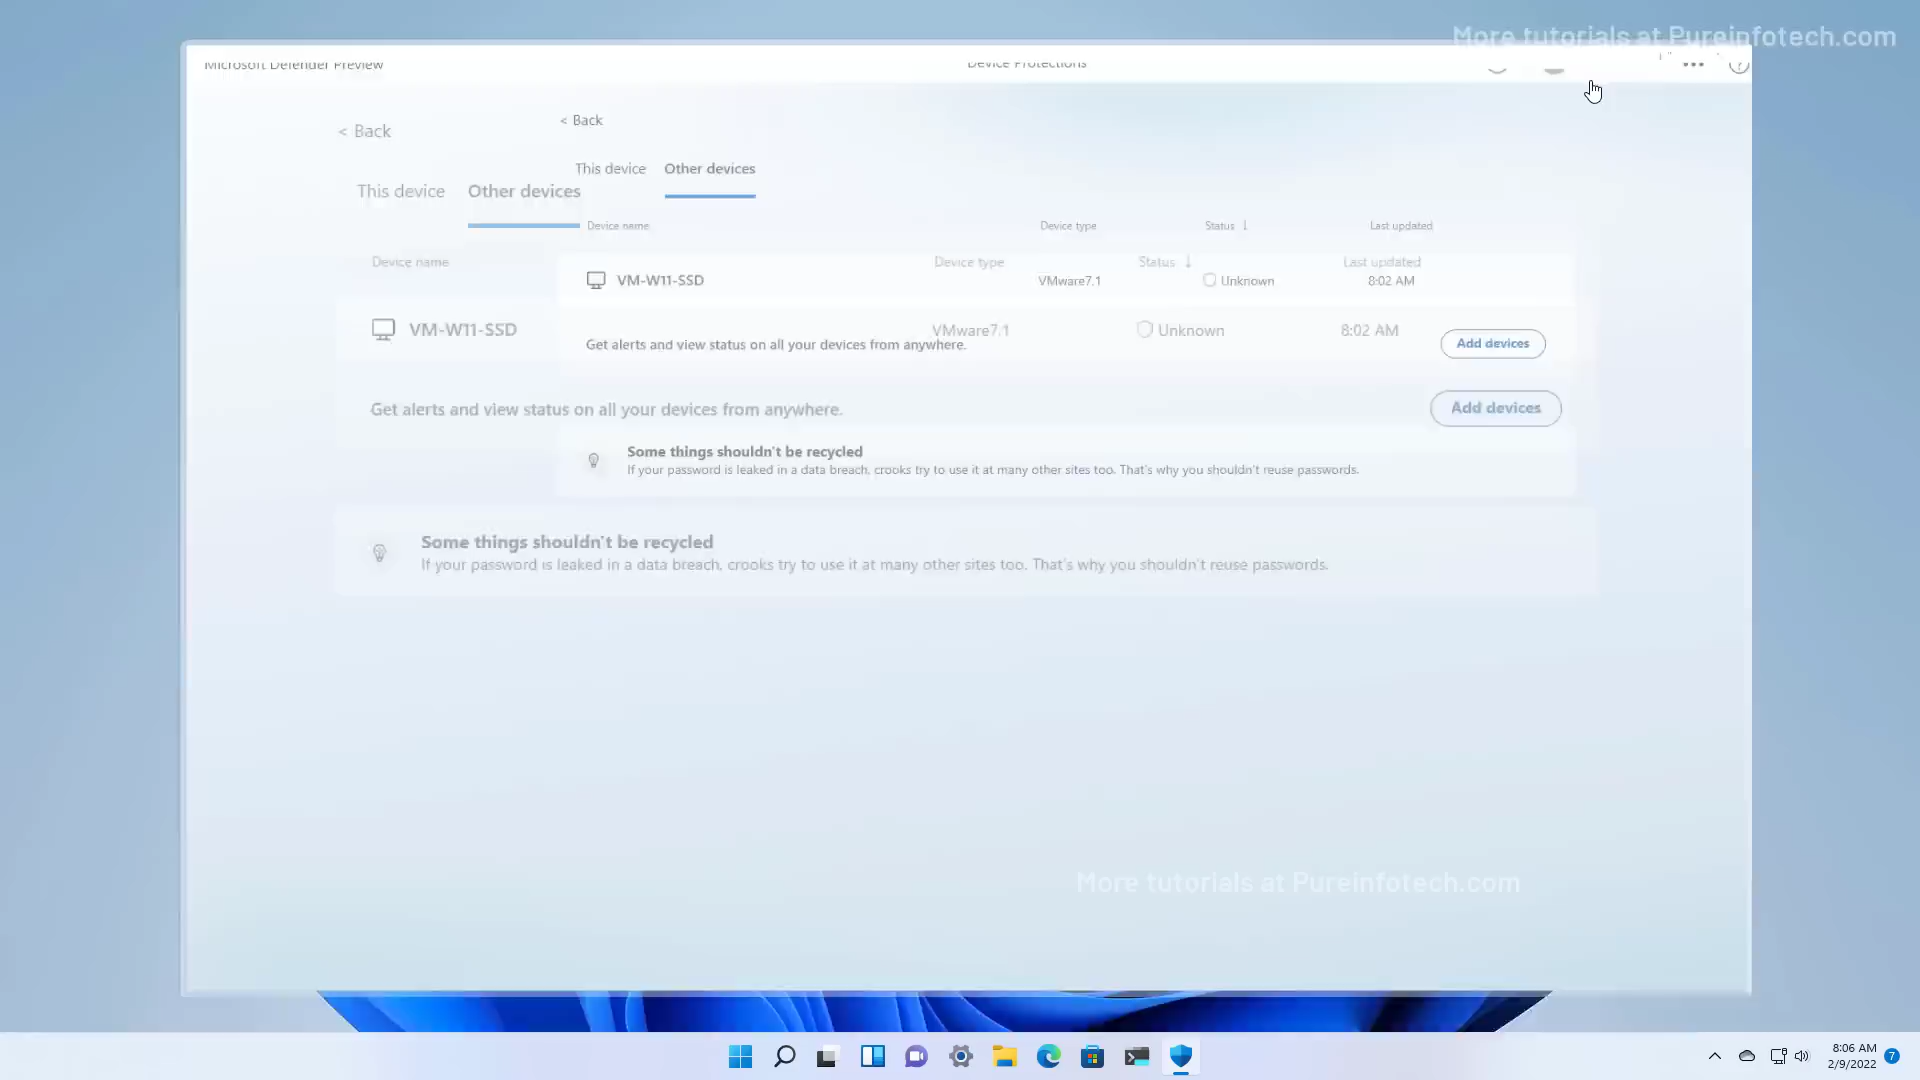 More tutorials at Pureinfotech.com
Microsoft Defender Preview
Device Protections
< Back
< Back
This device Other devices
This device Other devices
Device name Device type Status ↓ Last updated
Device name Device type Status ↓ Last updated
VM-W11-SSD VMware7.1 Unknown 8:02 AM
VM-W11-SSD VMware7.1 Unknown 8:02 AM
Get alerts and view status on all your devices from anywhere. Add devices
Get alerts and view status on all your devices from anywhere. Add devices
Some things shouldn't be recycled
If your password is leaked in a data breach, crooks try to use it at many other sites too. That's why you shouldn't reuse passwords.
Some things shouldn't be recycled
If your password is leaked in a data breach, crooks try to use it at many other sites too. That's why you shouldn't reuse passwords.
More tutorials at Pureinfotech.com
8:06 AM
2/9/2022
7